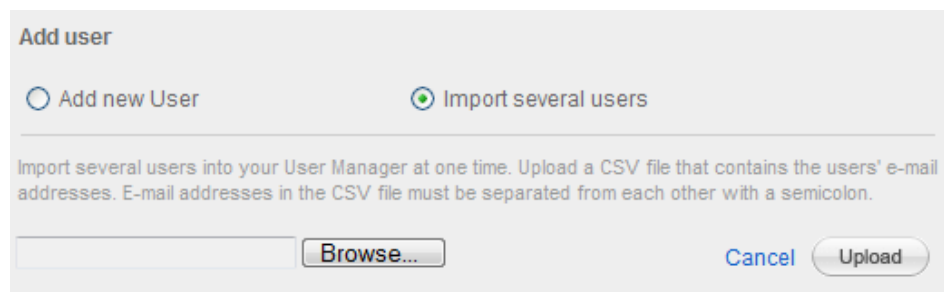 Add user
Add new User
Import several users
Import several users into your User Manager at one time. Upload a CSV file that contains the users' e-mail
addresses. E-mail addresses in the CSV file must be separated from each other with a semicolon.
Browse...
Cancel
Upload